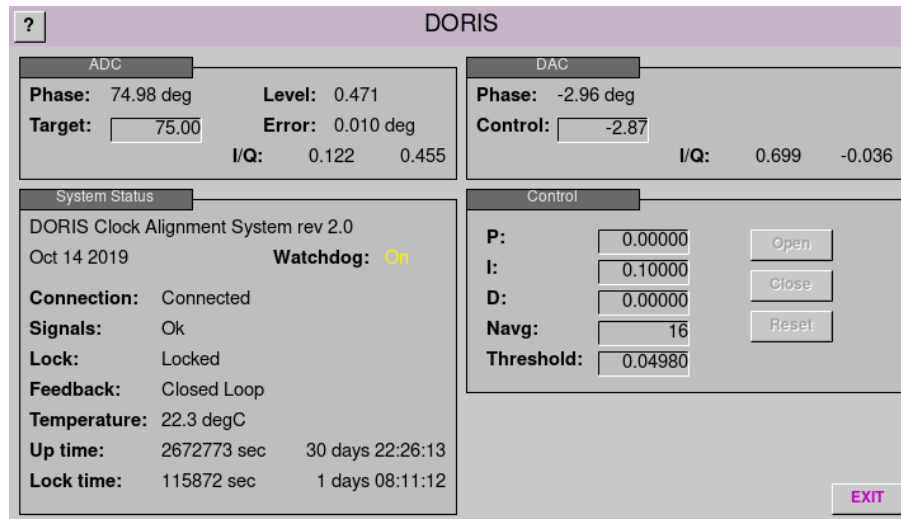 ? DORIS
ADC
Phase: 74.98 deg Level: 0.471
Target: 75.00 Error: 0.010 deg
I/Q: 0.122 0.455
DAC
Phase: -2.96 deg
Control: -2.87
I/Q: 0.699 -0.036
System Status
DORIS Clock Alignment System rev 2.0
Oct 14 2019 Watchdog: On
Connection: Connected
Signals: Ok
Lock: Locked
Feedback: Closed Loop
Temperature: 22.3 degC
Up time: 2672773 sec 30 days 22:26:13
Lock time: 115872 sec 1 days 08:11:12
Control
P: 0.00000 Open
I: 0.10000 Close
D: 0.00000 Reset
Navg: 16
Threshold: 0.04980
EXIT